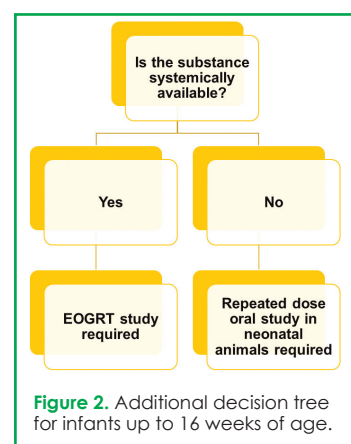 Is the substance
systemically
available?
Yes
No
EOGRT study
required
Repeated dose
oral study in
neonatal
animals required
Figure 2. Additional decision tree
for infants up to 16 weeks of age.